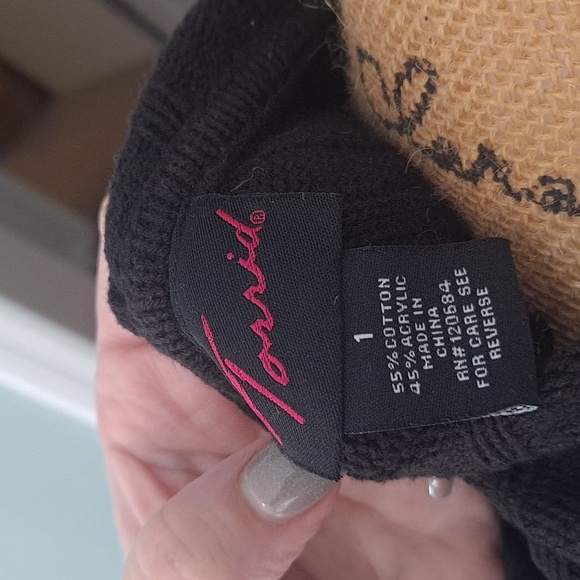 Torrid®
1
55% COTTON
45% ACRYLIC
MADE IN
CHINA
RN#120684
FOR CARE SEE
REVERSE